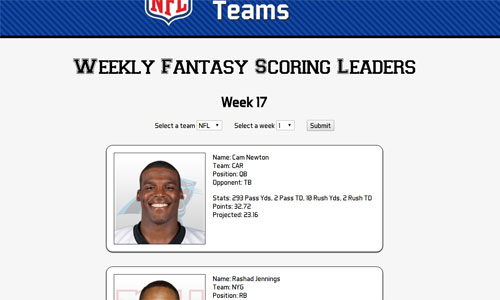 NFL
Teams
Weekly Fantasy Scoring Leaders
Week 17
Select a team NFL Select a week 1 Submit
Name: Cam Newton
Team: CAR
Position: QB
Opponent: TB
Stats: 293 Pass Yds, 2 Pass TD, 10 Rush Yds, 2 Rush TD
Points: 32.72
Projected: 23.16
Name: Rashad Jennings
Team: NYG
Position: RB